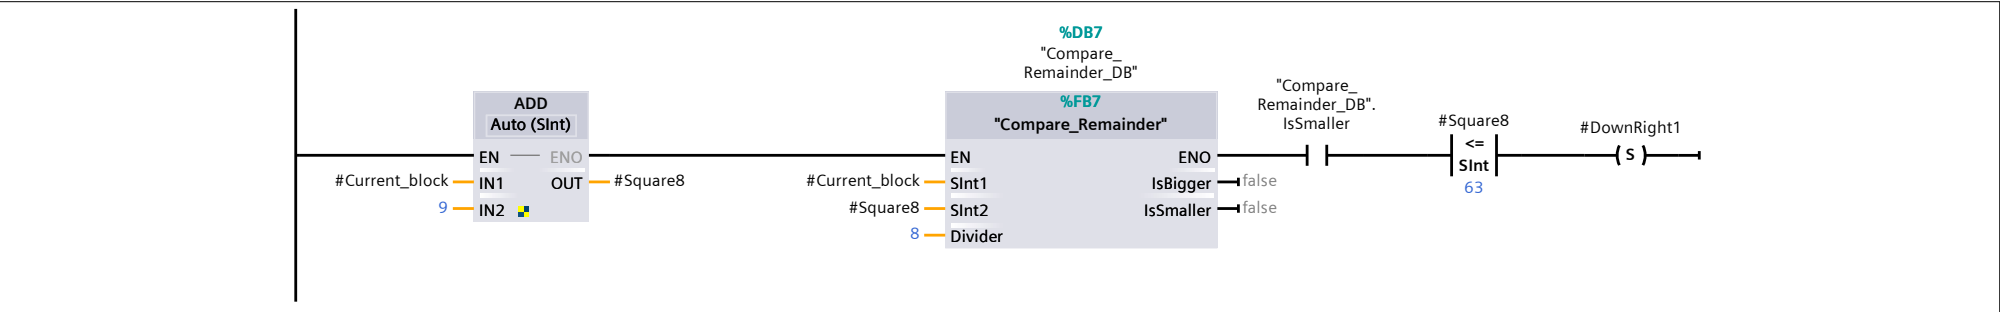 %DB7
"Compare_
Remainder_DB"
ADD
Auto (SInt)
EN
ENO
#Current_block
IN1
OUT
#Square8
9
IN2
%FB7
"Compare_Remainder"
EN
ENO
#Current_block
SInt1
IsBigger
false
#Square8
SInt2
IsSmaller
false
8
Divider
"Compare_
Remainder_DB".
IsSmaller
#Square8
<=
SInt
63
#DownRight1
S